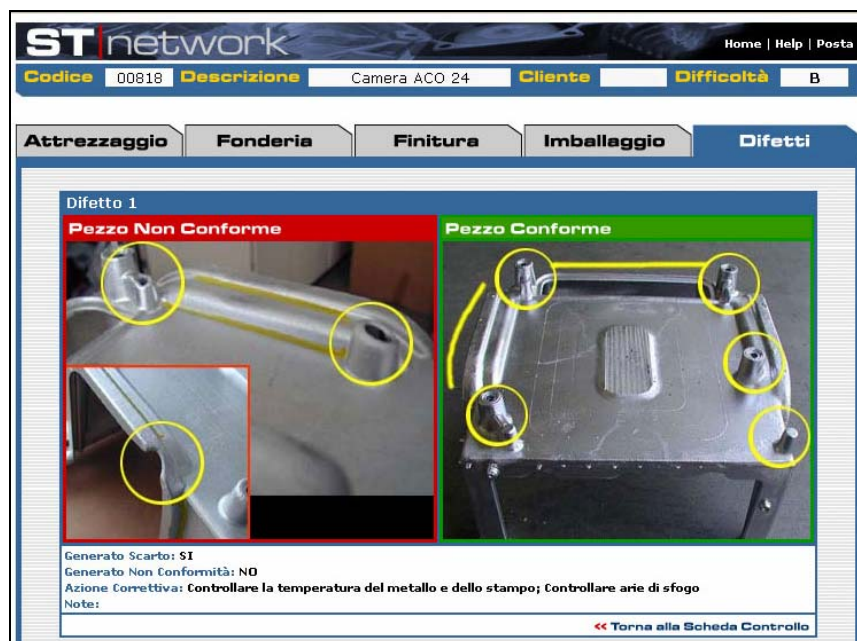 ST network
Home | Help | Posta
Codice 00818 Descrizione Camera ACO 24 Cliente Difficoltà B
Attrezzaggio Fonderia Finitura Imballaggio Difetti
Difetto 1
Pezzo Non Conforme Pezzo Conforme
Generato Scarto: SI
Generato Non Conformità: NO
Azione Correttiva: Controllare la temperatura del metallo e dello stampo; Controllare arie di sfogo
Note:
<< Torna alla Scheda Controllo